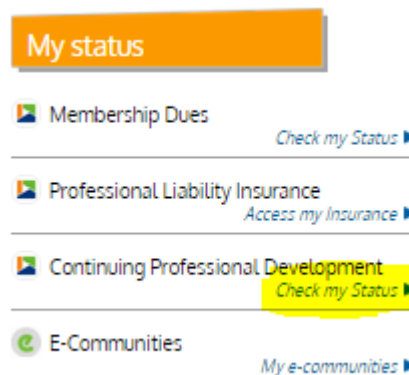 My status
Membership Dues
Check my Status
Professional Liability Insurance
Access my Insurance
Continuing Professional Development
Check my Status
E-Communities
My e-communities